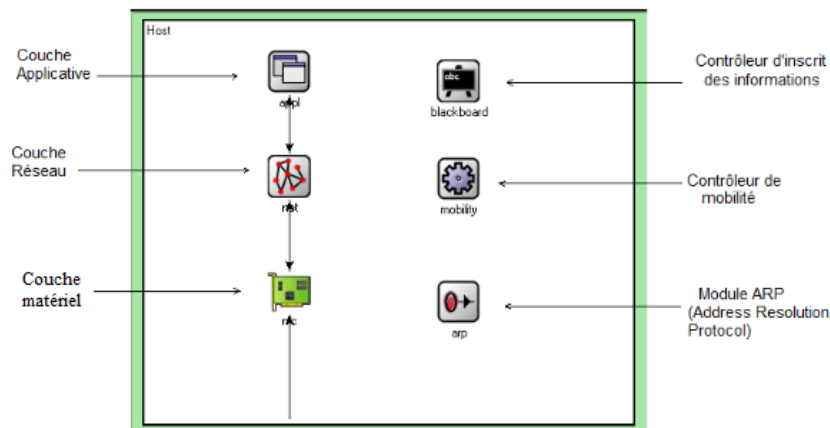 Host
Couche
Applicative
appl
abc
blackboard
Contrôleur d'inscrit
des informations
Couche
Réseau
net
mobility
Contrôleur de
mobilité
Couche
matériel
nic
arp
Module ARP
(Address Resolution
Protocol)